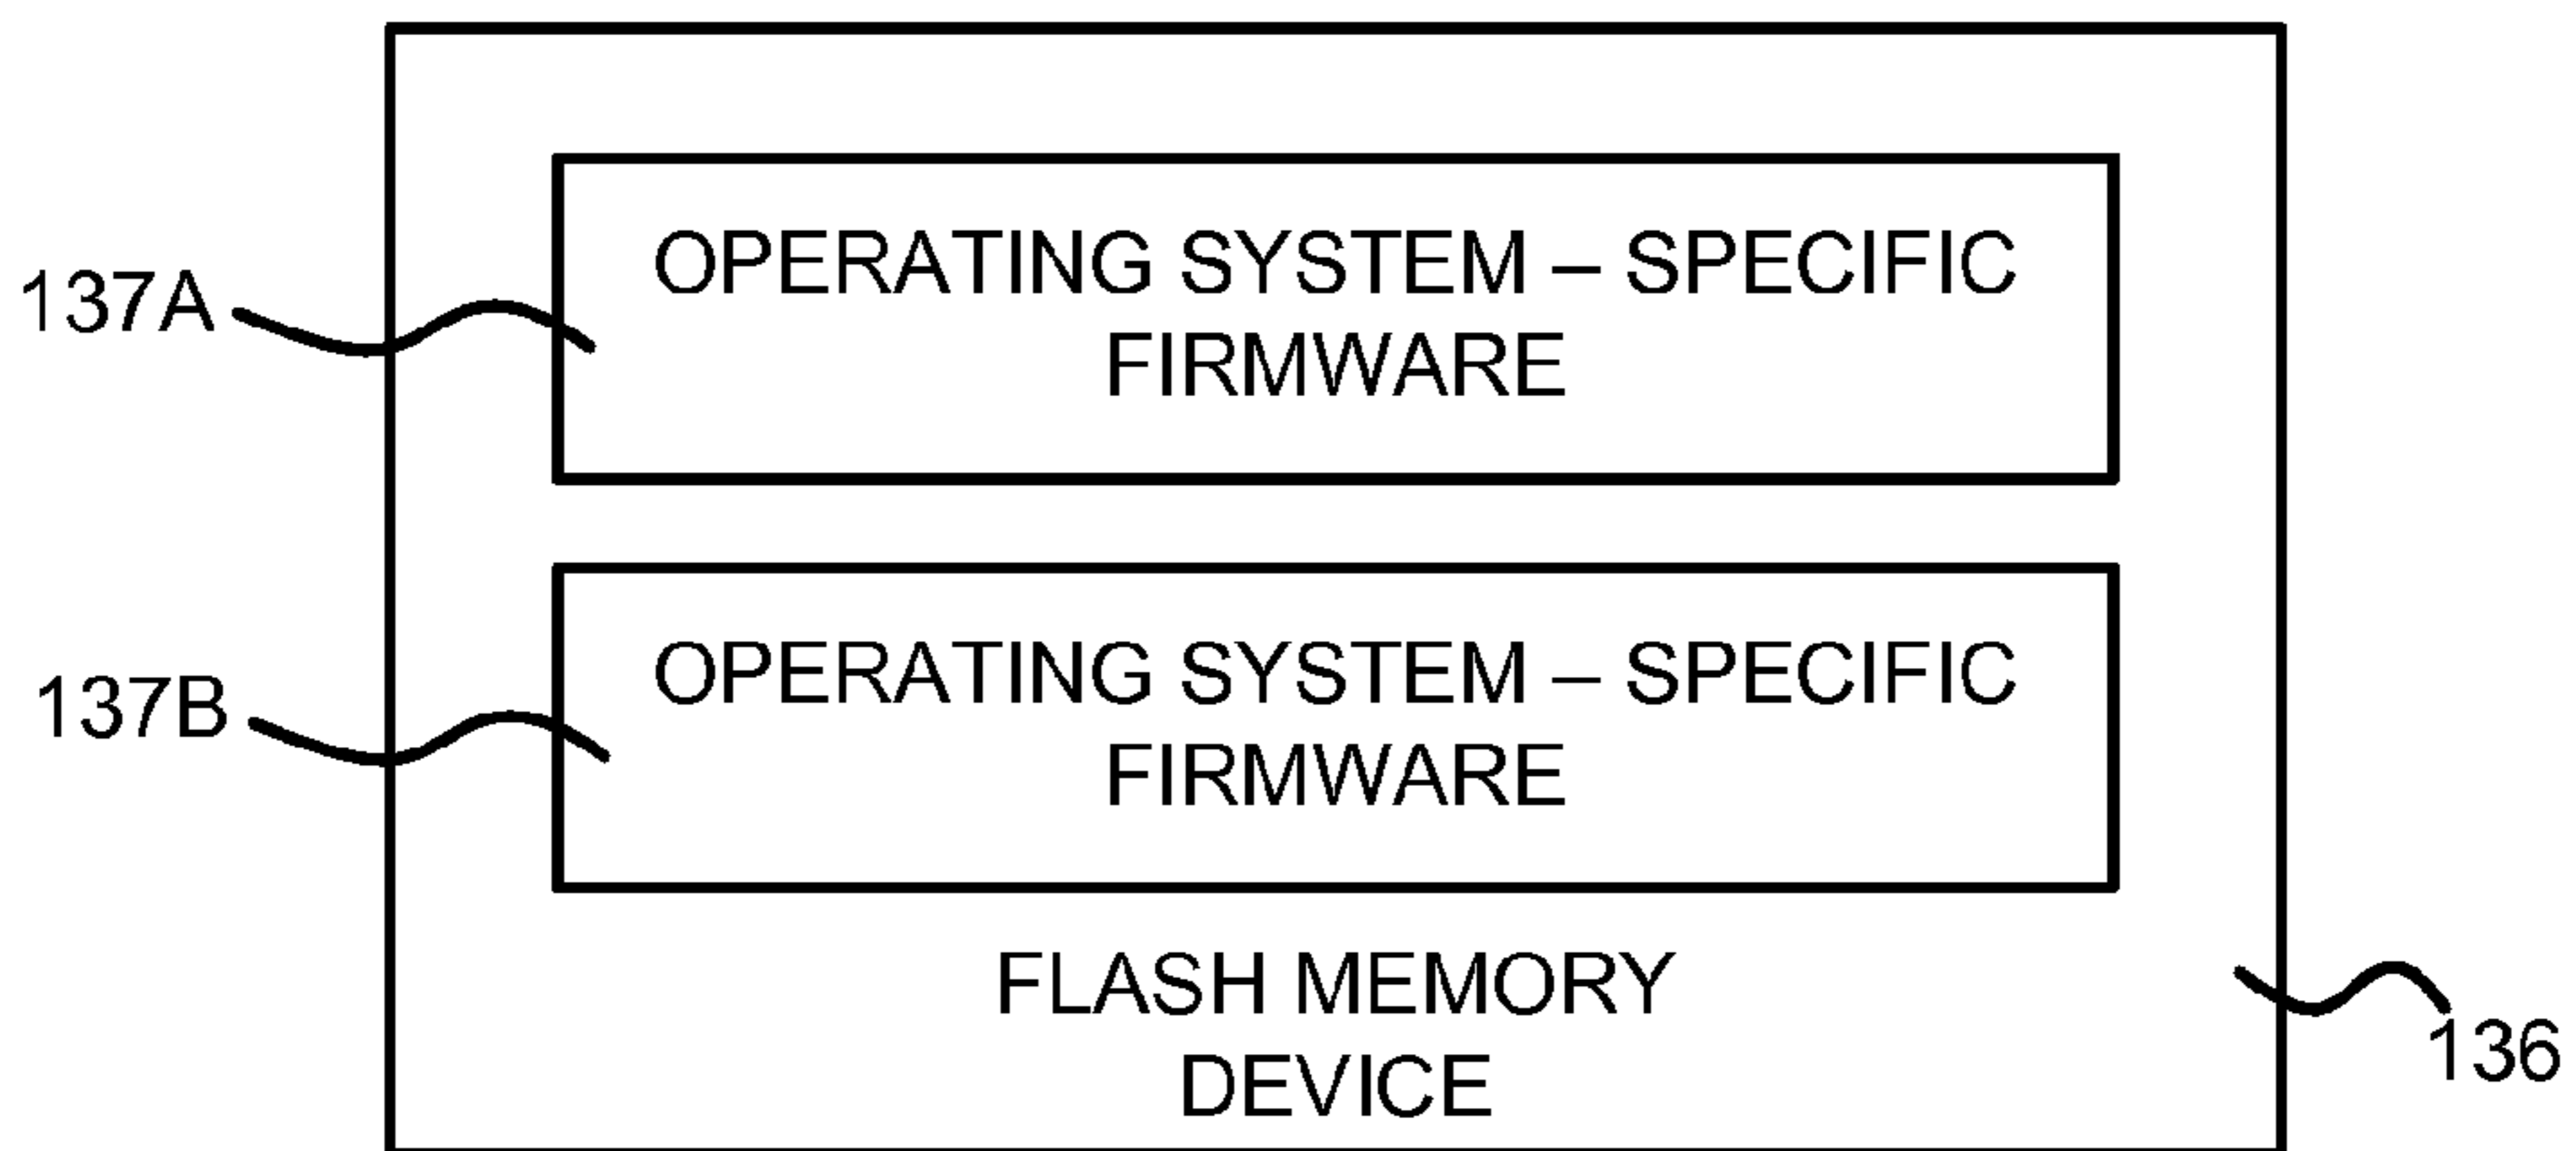 137A
OPERATING SYSTEM – SPECIFIC
FIRMWARE
137B
OPERATING SYSTEM – SPECIFIC
FIRMWARE
FLASH MEMORY
DEVICE
136